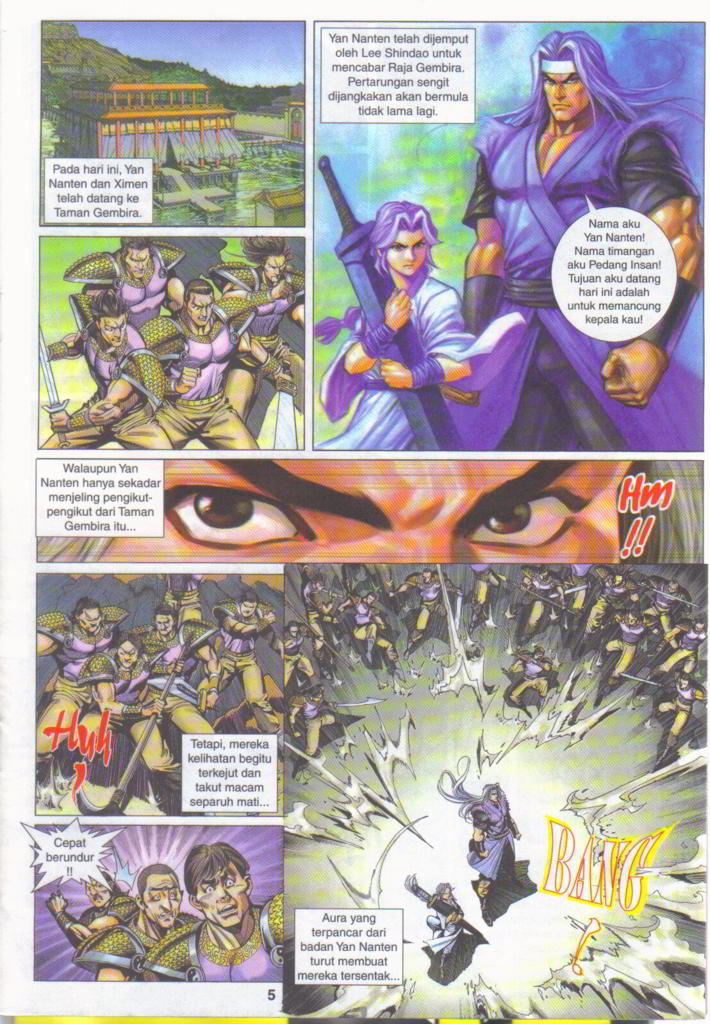 Pada hari ini, Yan
Nanten dan Ximen
telah datang ke
Taman Gembira.
Yan Nanten telah dijemput
oleh Lee Shindao untuk
mencabar Raja Gembira.
Pertarungan sengit
dijangkakan akan bermula
tidak lama lagi.
Nama aku
Yan Nanten!
Nama timangan
aku Pedang Insan!
Tujuan aku datang
hari ini adalah
untuk memancung
kepala kau!
Walaupun Yan
Nanten hanya sekadar
menjeling pengikut-
pengikut dari Taman
Gembira itu...
Hm
!!
Huh
?
Tetapi, mereka
kelihatan begitu
terkejut dan
takut macam
separuh mati...
Cepat
berundur
!!
BANG
!
Aura yang
terpancar dari
badan Yan Nanten
turut membuat
mereka tersentak...
5